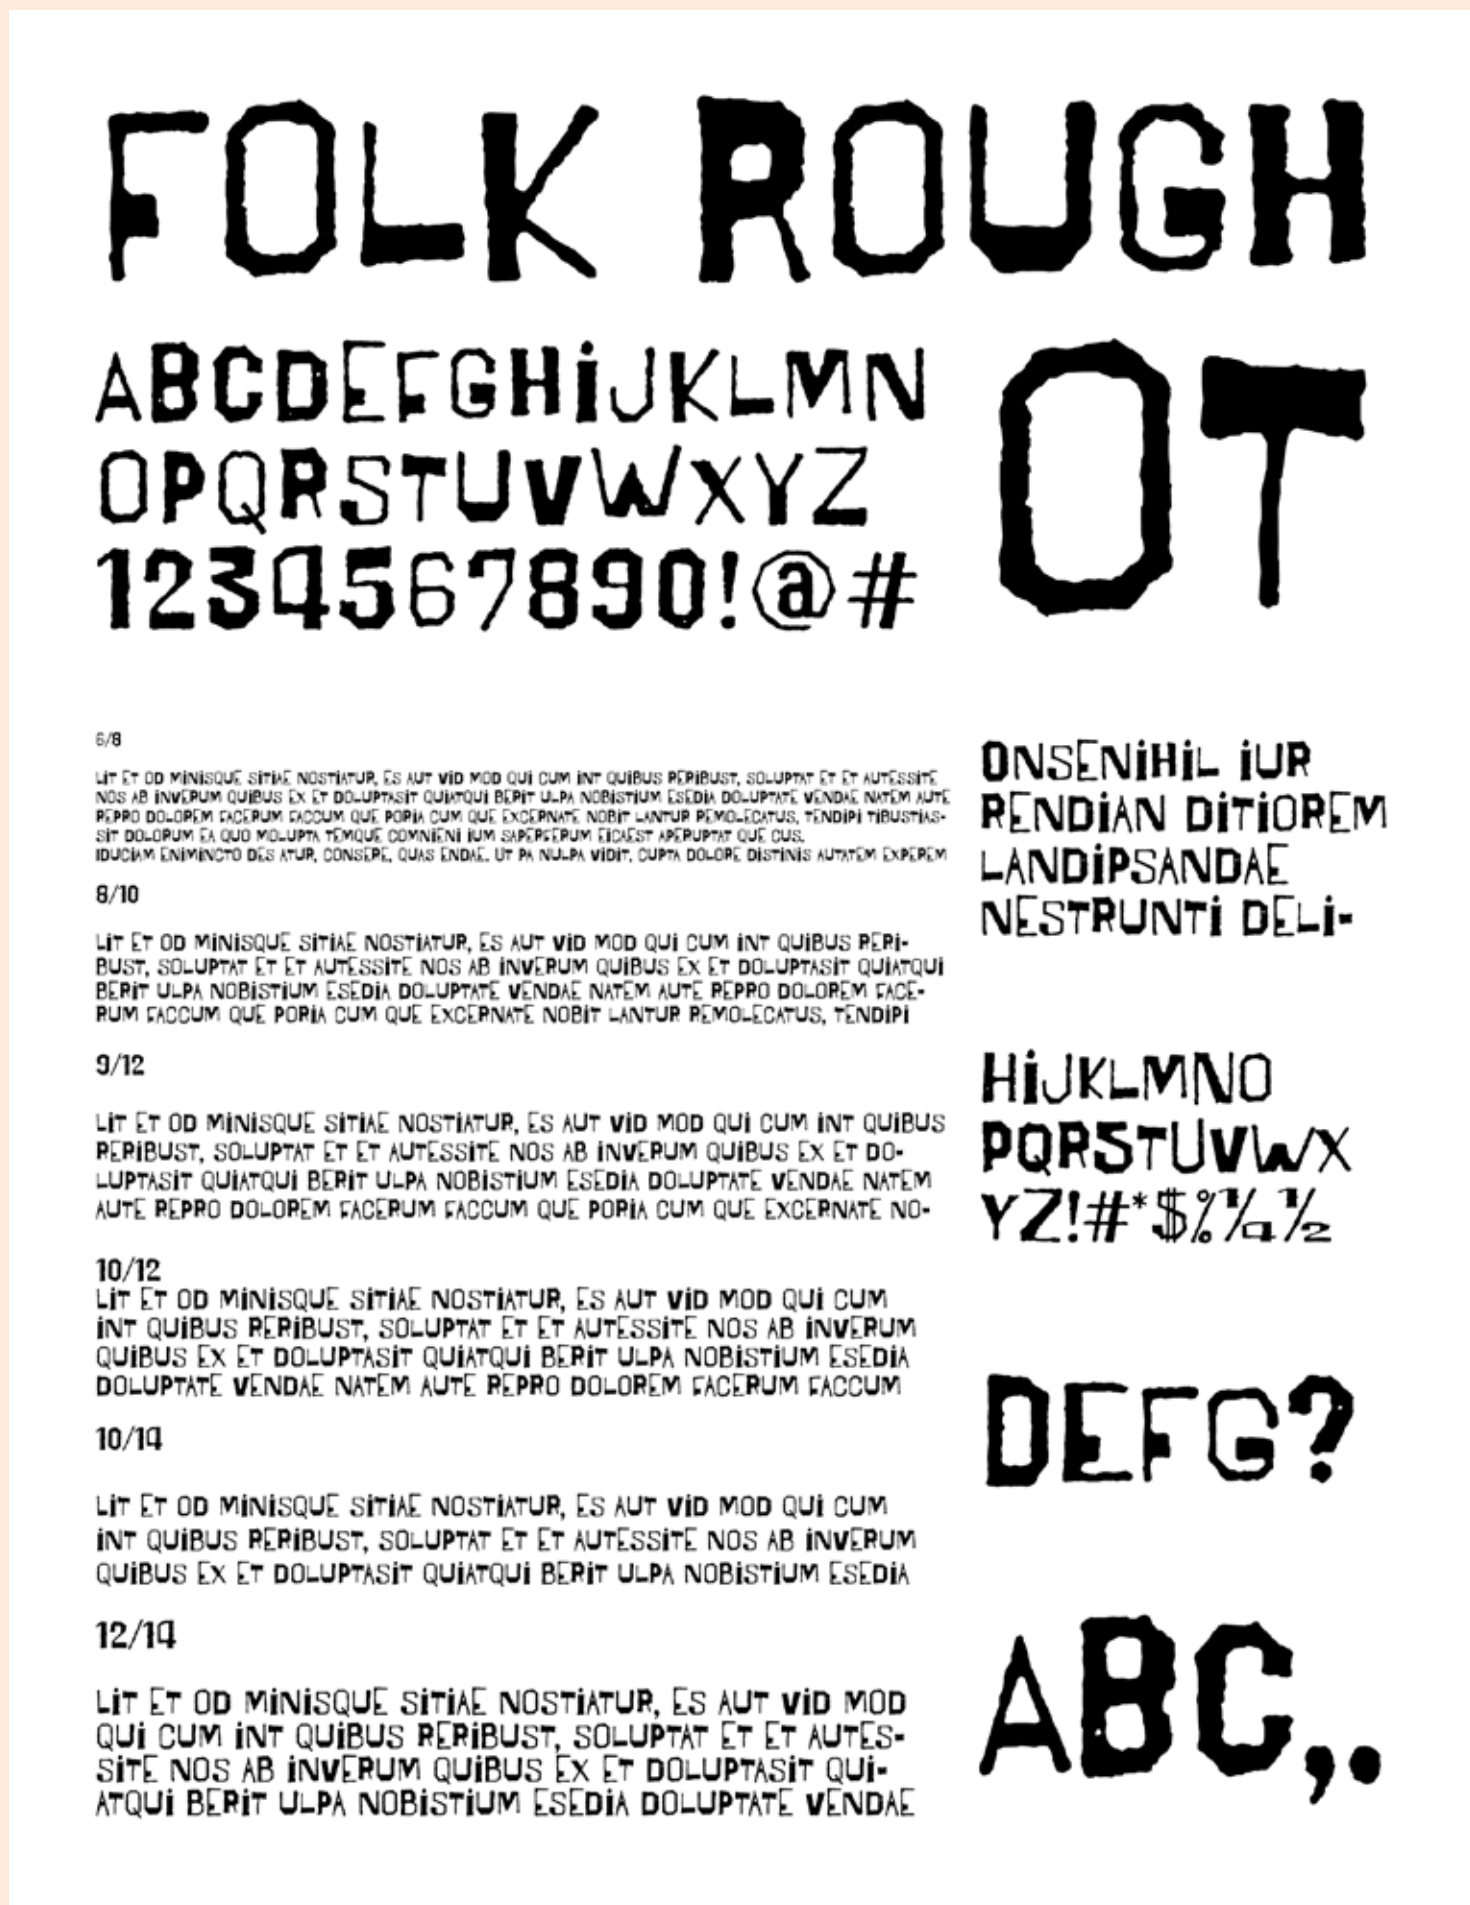 FOLK ROUGH
OT
ABCDEFGHiJKLMN
OPQRSTUVWXYZ
1234567890!@#
6/8
LiT ET OD MiNiSQUE SiTiAE NOSTiATUR, ES AUT ViD MOD QUi CUM iNT QUiBUS PERiBUST, SOLUPTAT ET ET AUTESSiTE
NOS AB iNVERUM QUiBUS EX ET DOLUPTASiT QUiATQUi BERiT ULPA NOBiSTiUM ESEDiA DOLUPTATE VENDAE NATEM AUTE
REPRO DOLOREM FACERUM FACCUM QUE PORiA CUM QUE EXCERNATE NOBiT LANTUR REMOLECATUS, TENDiPi TiBUSTiAS-
SiT DOLORUM EA QUO MOLUPTA TEMQUE COMNiENi iUM SAPERFERUM FiCAEST APERUPTAT QUE CUS.
iDUCiAM ENiMiNCTO DES ATUR, CONSERE, QUAS ENDAE. UT PA NULPA ViDiT, CUPTA DOLORE DiSTiNiS AUTATEM EXPEREM
8/10
LiT ET OD MiNiSQUE SiTiAE NOSTiATUR, ES AUT ViD MOD QUi CUM iNT QUiBUS PERi-
BUST, SOLUPTAT ET ET AUTESSiTE NOS AB iNVERUM QUiBUS EX ET DOLUPTASiT QUiATQUi
BERiT ULPA NOBiSTiUM ESEDiA DOLUPTATE VENDAE NATEM AUTE REPRO DOLOREM FACE-
RUM FACCUM QUE PORiA CUM QUE EXCERNATE NOBiT LANTUR REMOLECATUS, TENDiPi
9/12
LiT ET OD MiNiSQUE SiTiAE NOSTiATUR, ES AUT ViD MOD QUi CUM iNT QUiBUS
PERiBUST, SOLUPTAT ET ET AUTESSiTE NOS AB iNVERUM QUiBUS EX ET DO-
LUPTASiT QUiATQUi BERiT ULPA NOBiSTiUM ESEDiA DOLUPTATE VENDAE NATEM
AUTE REPRO DOLOREM FACERUM FACCUM QUE PORiA CUM QUE EXCERNATE NO-
10/12
LiT ET OD MiNiSQUE SiTiAE NOSTiATUR, ES AUT ViD MOD QUi CUM
iNT QUiBUS PERiBUST, SOLUPTAT ET ET AUTESSiTE NOS AB iNVERUM
QUiBUS EX ET DOLUPTASiT QUiATQUi BERiT ULPA NOBiSTiUM ESEDiA
DOLUPTATE VENDAE NATEM AUTE REPRO DOLOREM FACERUM FACCUM
10/14
LiT ET OD MiNiSQUE SiTiAE NOSTiATUR, ES AUT ViD MOD QUi CUM
iNT QUiBUS PERiBUST, SOLUPTAT ET ET AUTESSiTE NOS AB iNVERUM
QUiBUS EX ET DOLUPTASiT QUiATQUi BERiT ULPA NOBiSTiUM ESEDiA
12/14
LiT ET OD MiNiSQUE SiTiAE NOSTiATUR, ES AUT ViD MOD
QUi CUM iNT QUiBUS PERiBUST, SOLUPTAT ET ET AUTES-
SiTE NOS AB iNVERUM QUiBUS EX ET DOLUPTASiT QUi-
ATQUi BERiT ULPA NOBiSTiUM ESEDiA DOLUPTATE VENDAE
ONSENiHiL iUR
RENDiAN DiTiOREM
LANDiPSANDAE
NESTRUNTi DELi-
HiJKLMNO
PQRSTUVWX
YZ!#*$%¼½
DEFG?
ABC,.